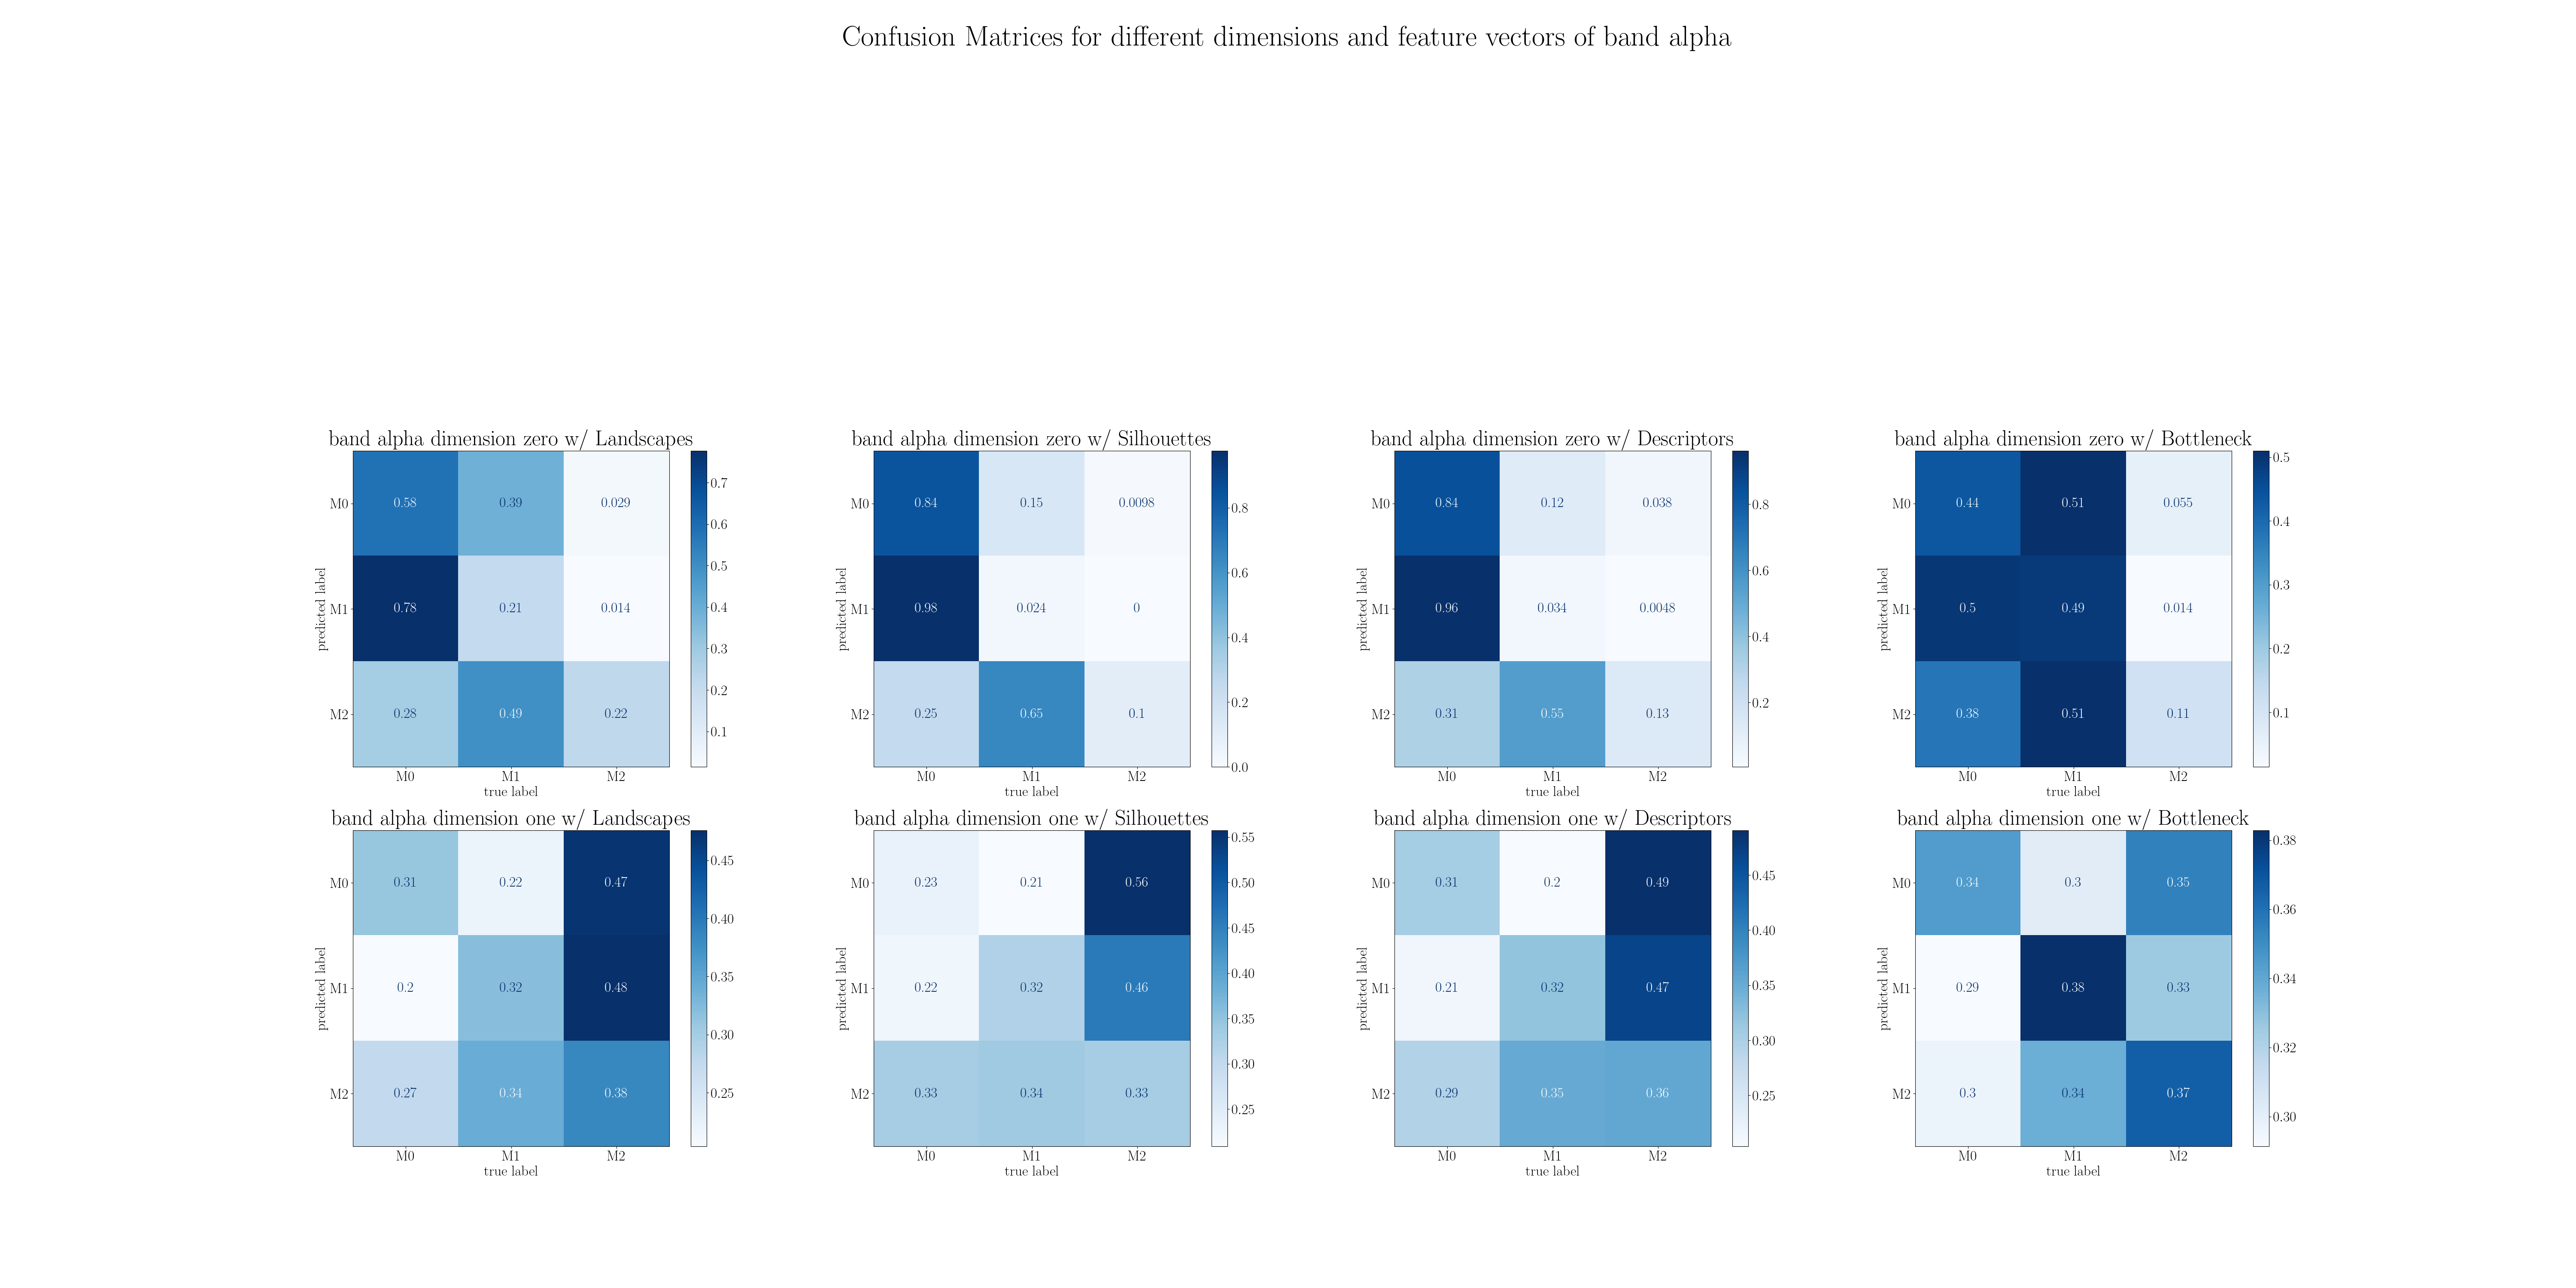 Confusion Matrices for different dimensions and feature vectors of band alpha
band alpha dimension zero w/ Landscapes
predicted label
M0 0.58 0.39 0.029
M1 0.78 0.21 0.014
M2 0.28 0.49 0.22
M0 M1 M2
true label
0.7
0.6
0.5
0.4
0.3
0.2
0.1
band alpha dimension zero w/ Silhouettes
predicted label
M0 0.84 0.15 0.0098
M1 0.98 0.024 0
M2 0.25 0.65 0.1
M0 M1 M2
true label
0.8
0.6
0.4
0.2
0.0
band alpha dimension zero w/ Descriptors
predicted label
M0 0.84 0.12 0.038
M1 0.96 0.034 0.0048
M2 0.31 0.55 0.13
M0 M1 M2
true label
0.8
0.6
0.4
0.2
band alpha dimension zero w/ Bottleneck
predicted label
M0 0.44 0.51 0.055
M1 0.5 0.49 0.014
M2 0.38 0.51 0.11
M0 M1 M2
true label
0.5
0.4
0.3
0.2
0.1
band alpha dimension one w/ Landscapes
predicted label
M0 0.31 0.22 0.47
M1 0.2 0.32 0.48
M2 0.27 0.34 0.38
M0 M1 M2
true label
0.45
0.40
0.35
0.30
0.25
band alpha dimension one w/ Silhouettes
predicted label
M0 0.23 0.21 0.56
M1 0.22 0.32 0.46
M2 0.33 0.34 0.33
M0 M1 M2
true label
0.55
0.50
0.45
0.40
0.35
0.30
0.25
band alpha dimension one w/ Descriptors
predicted label
M0 0.31 0.2 0.49
M1 0.21 0.32 0.47
M2 0.29 0.35 0.36
M0 M1 M2
true label
0.45
0.40
0.35
0.30
0.25
band alpha dimension one w/ Bottleneck
predicted label
M0 0.34 0.3 0.35
M1 0.29 0.38 0.33
M2 0.3 0.34 0.37
M0 M1 M2
true label
0.38
0.36
0.34
0.32
0.30